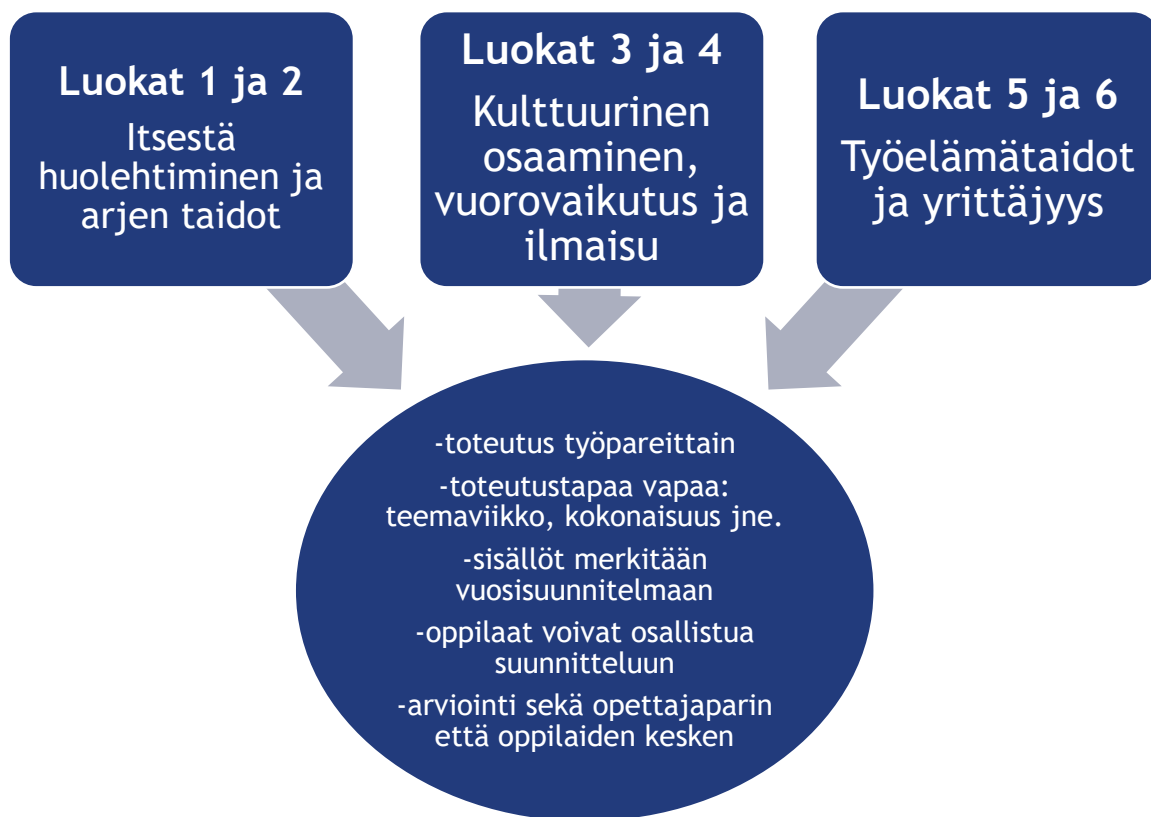 Luokat 1 ja 2
Itsestä
huolehtiminen ja
arjen taidot
Luokat 3 ja 4
Kulttuurinen
osaaminen,
vuorovaikutus ja
ilmaisu
Luokat 5 ja 6
Työelämätaidot
ja yrittäjyys
-toteutus työpareittain
-toteutustapaa vapaa:
teemaviikko, kokonaisuus jne.
-sisällöt merkitään
vuosisuunnitelmaan
-oppilaat voivat osallistua
suunnitteluun
-arviointi sekä opettajaparin
että oppilaiden kesken